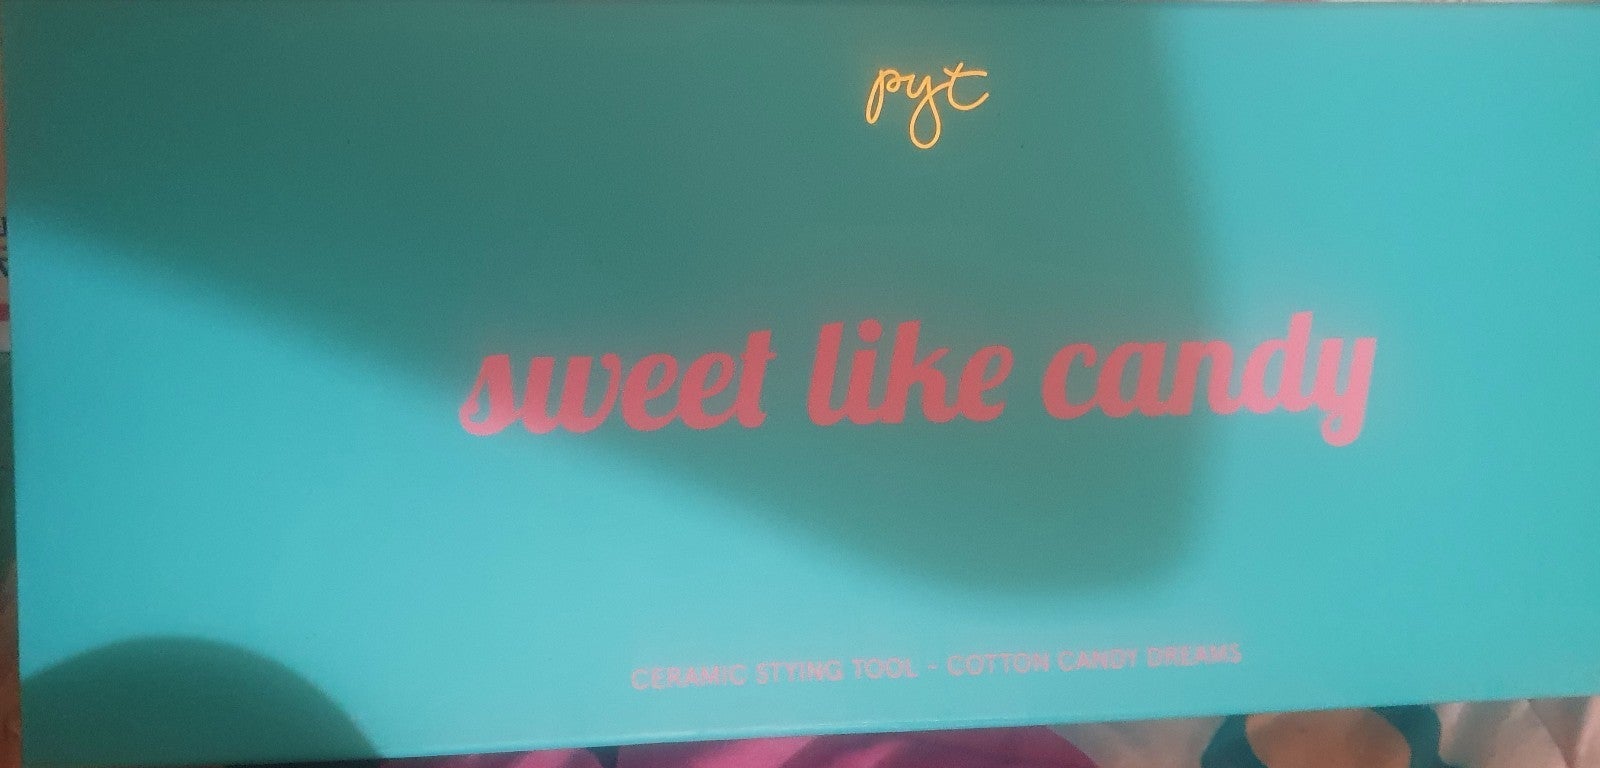 pyt
sweet like candy
CERAMIC STYING TOOL - COTTON CANDY DREAMS